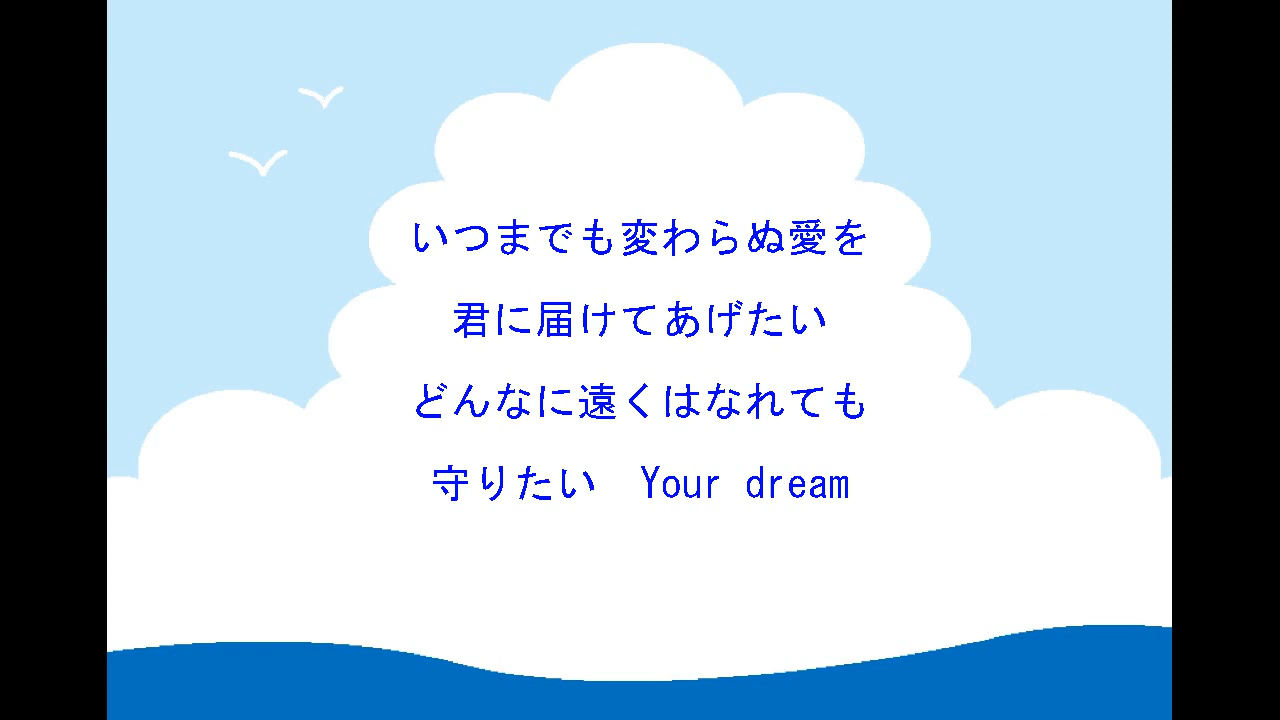 いつまでも変わらぬ愛を
君に届けてあげたい
どんなに遠くはなれても
守りたい　Your dream